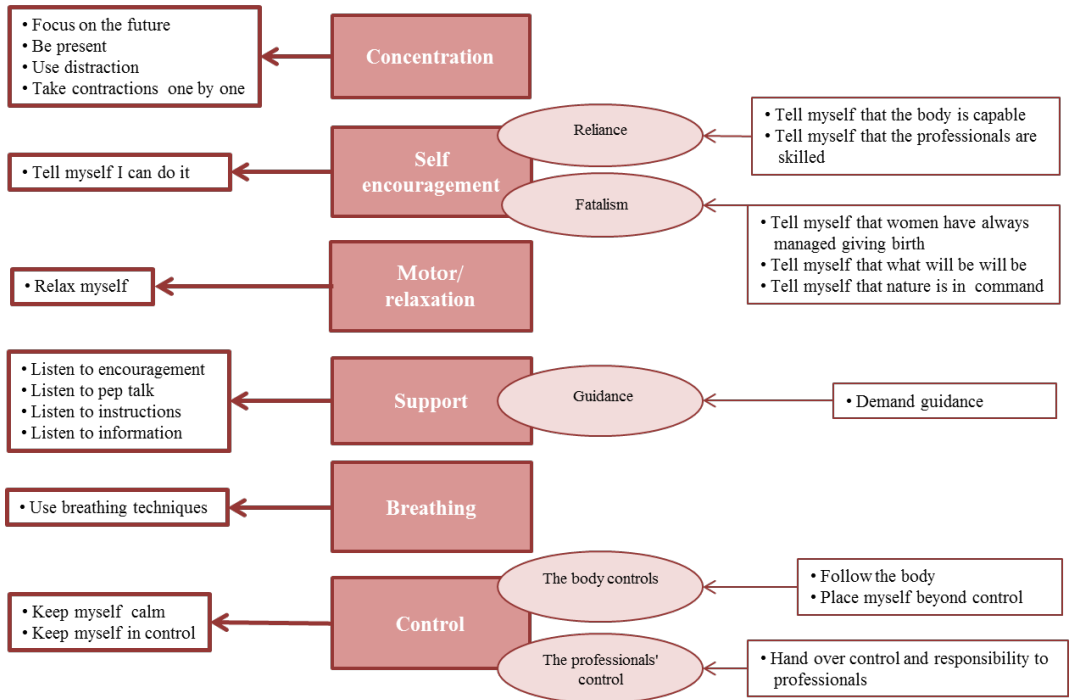 • Focus on the future
• Be present
• Use distraction
• Take contractions one by one
Concentration
Reliance
• Tell myself that the body is capable
• Tell myself that the professionals are
skilled
• Tell myself I can do it
Self
encouragement
Fatalism
• Tell myself that women have always
managed giving birth
• Tell myself that what will be will be
• Tell myself that nature is in command
• Relax myself
Motor/
relaxation
• Listen to encouragement
• Listen to pep talk
• Listen to instructions
• Listen to information
Support
Guidance
• Demand guidance
• Use breathing techniques
Breathing
• Keep myself calm
• Keep myself in control
Control
The body controls
• Follow the body
• Place myself beyond control
The professionals'
control
• Hand over control and responsibility to
professionals